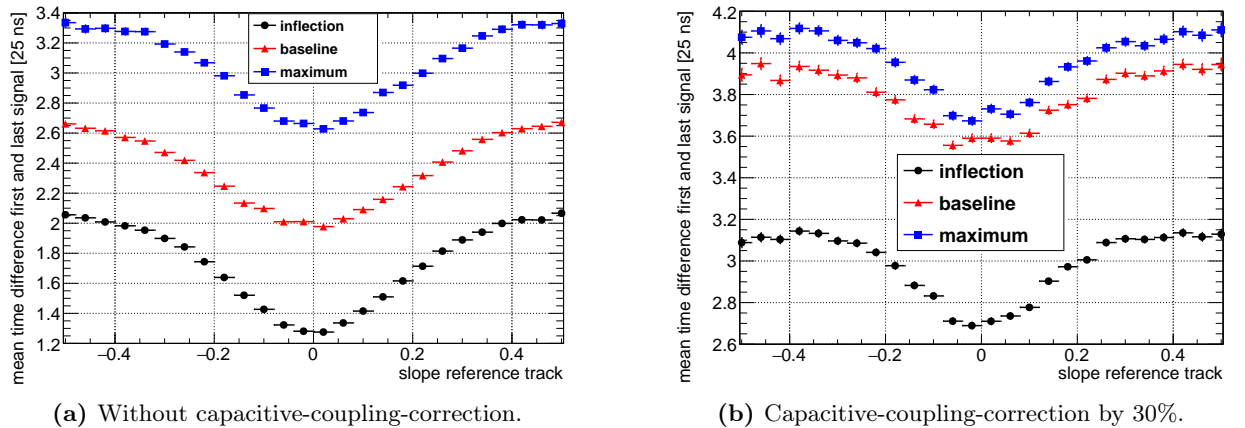 mean time difference first and last signal [25 ns]
3.4
3.2
3
2.8
2.6
2.4
2.2
2
1.8
1.6
1.4
1.2
inflection
baseline
maximum
−0.4
−0.2
0
0.2
0.4
slope reference track
(a) Without capacitive-coupling-correction.
mean time difference first and last signal [25 ns]
4.2
4
3.8
3.6
3.4
3.2
3
2.8
2.6
inflection
baseline
maximum
−0.4
−0.2
0
0.2
0.4
slope reference track
(b) Capacitive-coupling-correction by 30%.